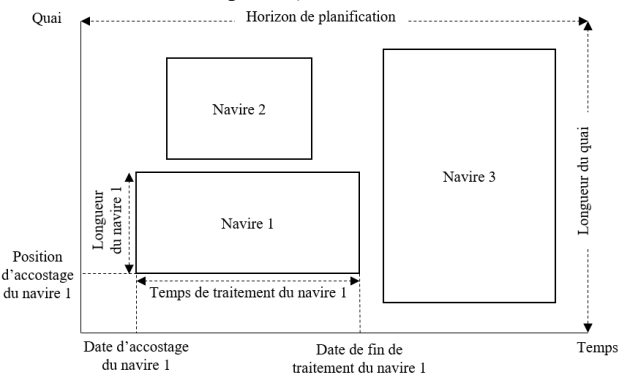 Quai
Horizon de planification
Navire 2
Navire 3
Longueur du quai
Longueur
du navire 1
Navire 1
Position
d'accostage
du navire 1
Temps de traitement du navire 1
Date d'accostage
du navire 1
Date de fin de
traitement du navire 1
Temps